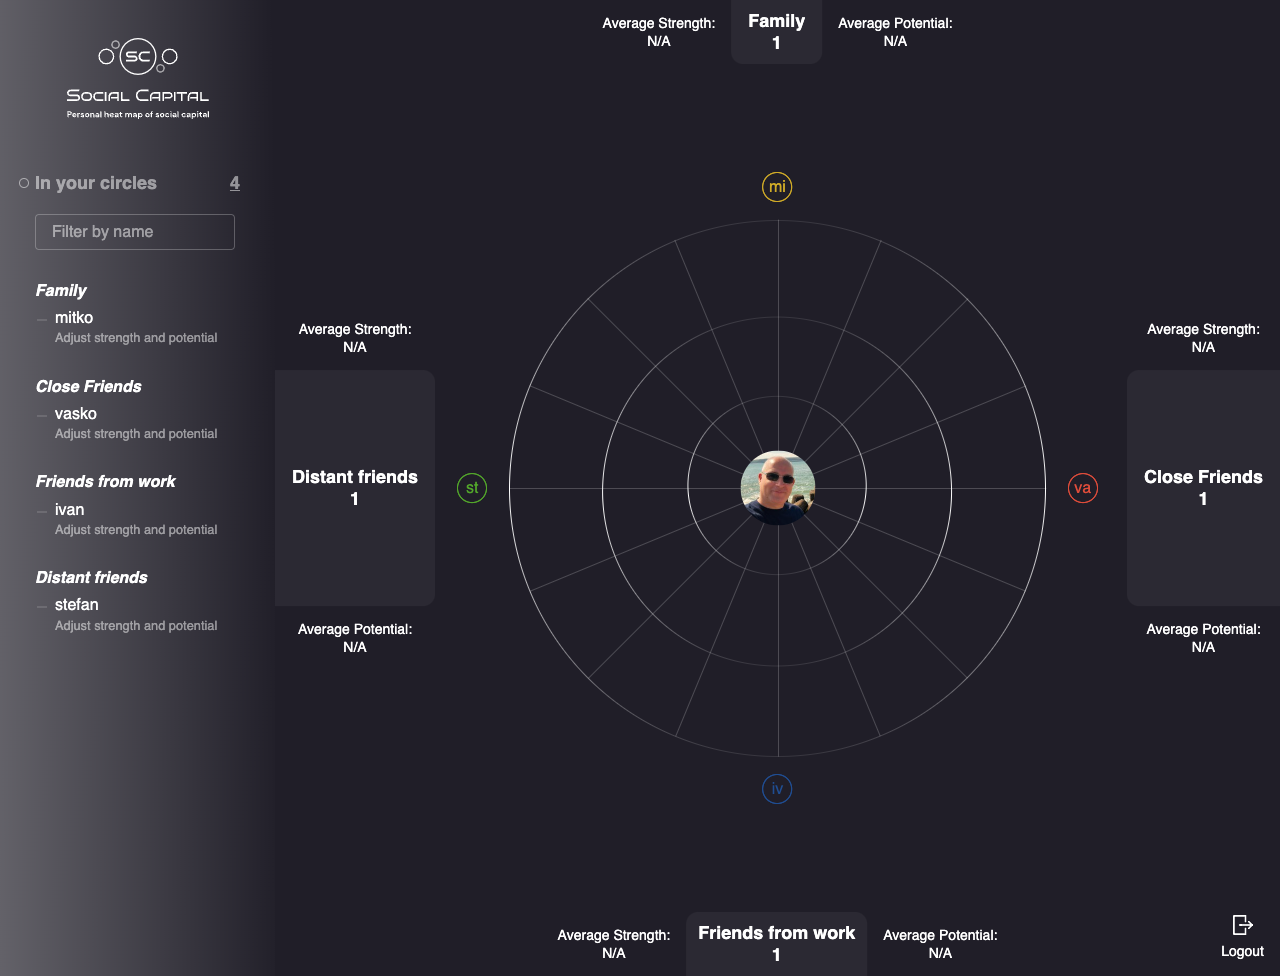 SC
Social Capital
Personal heat map of social capital
In your circles 4
Filter by name
Family
mitko
Adjust strength and potential
Close Friends
vasko
Adjust strength and potential
Friends from work
ivan
Adjust strength and potential
Distant friends
stefan
Adjust strength and potential
Average Strength:
N/A
Family
1
Average Potential:
N/A
mi
Average Strength:
N/A
Distant friends
1
Average Potential:
N/A
st
va
Average Strength:
N/A
Close Friends
1
Average Potential:
N/A
iv
Average Strength:
N/A
Friends from work
1
Average Potential:
N/A
Logout